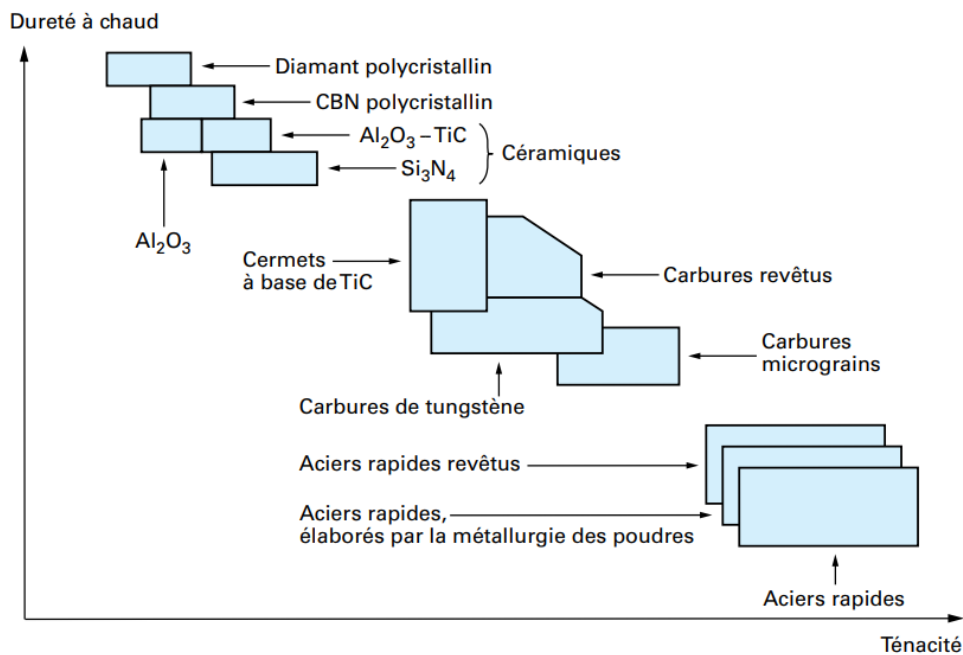 Dureté à chaud
Diamant polycristallin
CBN polycristallin
Al₂O₃ – TiC
Céramiques
Si₃N₄
Al₂O₃
Cermets
à base de TiC
Carbures revêtus
Carbures
micrograins
Carbures de tungstène
Aciers rapides revêtus
Aciers rapides,
élaborés par la métallurgie des poudres
Aciers rapides
Ténacité